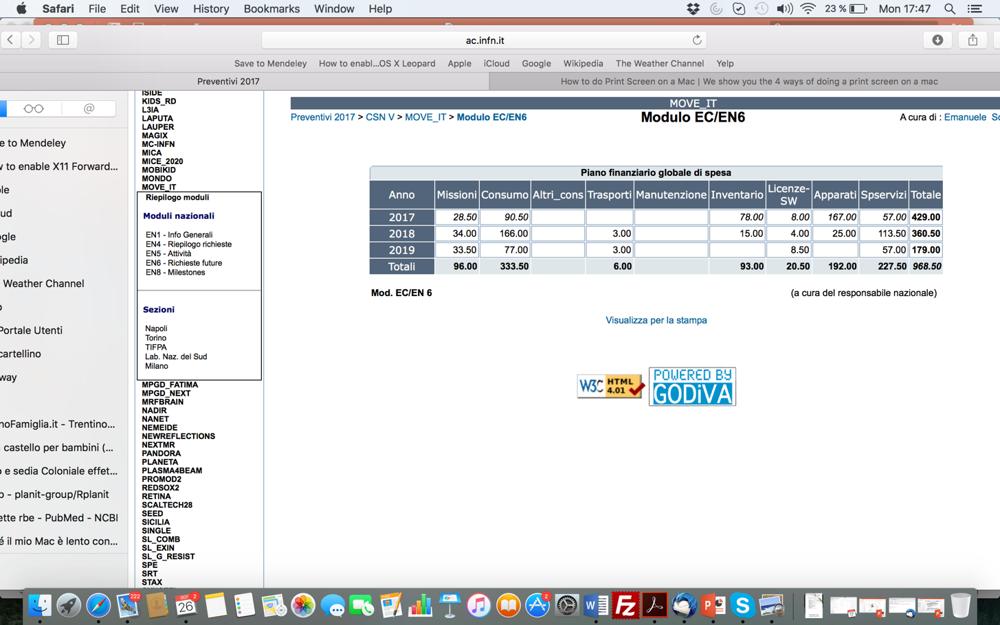 Safari File Edit View History Bookmarks Window Help 23 % Mon 17:47
ac.infn.it
Save to Mendeley How to enabl...OS X Leopard Apple iCloud Google Wikipedia The Weather Channel Yelp
Preventivi 2017 How to do Print Screen on a Mac | We show you the 4 ways of doing a print screen on a mac
@
e to Mendeley
v to enable X11 Forward...
ole
ud
ogle
ipedia
Weather Channel
Portale Utenti
cartellino
way
noFamiglia.it - Trentino...
castello per bambini (...
o e sedia Coloniale effet...
o - planit-group/Rplanit
ette rbe - PubMed - NCBI
é il mio Mac è lento con...
ISIDE
KIDS_RD
L3IA
LAPUTA
LAUPER
MAGIX
MC-INFN
MICA
MICE_2020
MOBIKID
MONDO
MOVE_IT
Riepilogo moduli
Moduli nazionali
EN1 - Info Generali
EN4 - Riepilogo richieste
EN5 - Attività
EN6 - Richieste future
EN8 - Milestones
Sezioni
Napoli
Torino
TIFPA
Lab. Naz. del Sud
Milano
MPGD_FATIMA
MPGD_NEXT
MRFBRAIN
NADIR
NANET
NEMEIDE
NEWREFLECTIONS
NEXTMR
PANDORA
PLANETA
PLASMA4BEAM
PROMOD2
REDSOX2
RETINA
SCALTECH28
SEED
SICILIA
SINGLE
SL_COMB
SL_EXIN
SL_G_RESIST
SPE
SRT
STAX
MOVE_IT
Preventivi 2017 > CSN V > MOVE_IT > Modulo EC/EN6 Modulo EC/EN6 A cura di : Emanuele Sc
Piano finanziario globale di spesa
Anno Missioni Consumo Altri_cons Trasporti Manutenzione Inventario Licenze-SW Apparati Spservizi Totale
2017 28.50 90.50 78.00 8.00 167.00 57.00 429.00
2018 34.00 166.00 3.00 15.00 4.00 25.00 113.50 360.50
2019 33.50 77.00 3.00 8.50 57.00 179.00
Totali 96.00 333.50 6.00 93.00 20.50 192.00 227.50 968.50
Mod. EC/EN 6 (a cura del responsabile nazionale)
Visualizza per la stampa
W3C HTML 4.01
POWERED BY
GODiVA
222 SEP 26 2 2 W Fz P S DOCX 17